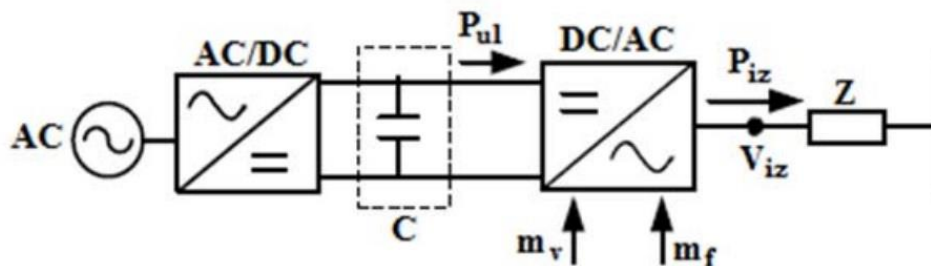 AC/DC
P_ul
DC/AC
P_iz
Z
AC
V_iz
C
m_v
m_f